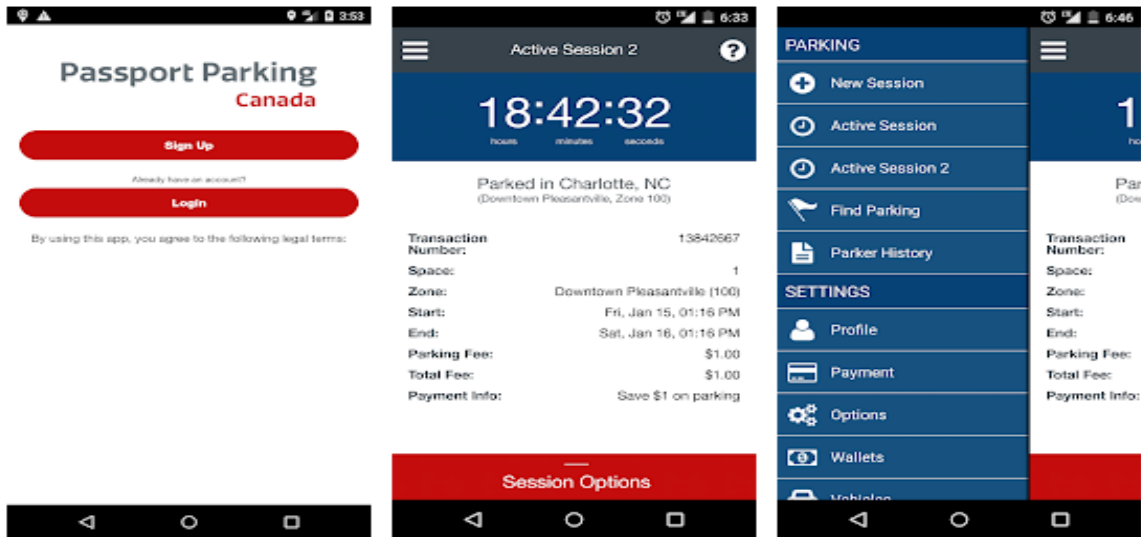 3:53
Passport Parking
Canada
Sign Up
Already have an account?
Login
By using this app, you agree to the following legal terms:
6:33
Active Session 2
?
18:42:32
hours minutes seconds
Parked in Charlotte, NC
(Downtown Pleasantville, Zone 100)
Transaction Number: 13842667
Space: 1
Zone: Downtown Pleasantville (100)
Start: Fri, Jan 15, 01:16 PM
End: Sat, Jan 16, 01:16 PM
Parking Fee: $1.00
Total Fee: $1.00
Payment Info: Save $1 on parking
Session Options
6:46
PARKING
New Session
Active Session
Active Session 2
Find Parking
Parker History
SETTINGS
Profile
Payment
Options
Wallets
Vehicles
1
ho
Par
(Dow
Transaction
Number:
Space:
Zone:
Start:
End:
Parking Fee:
Total Fee:
Payment Info: